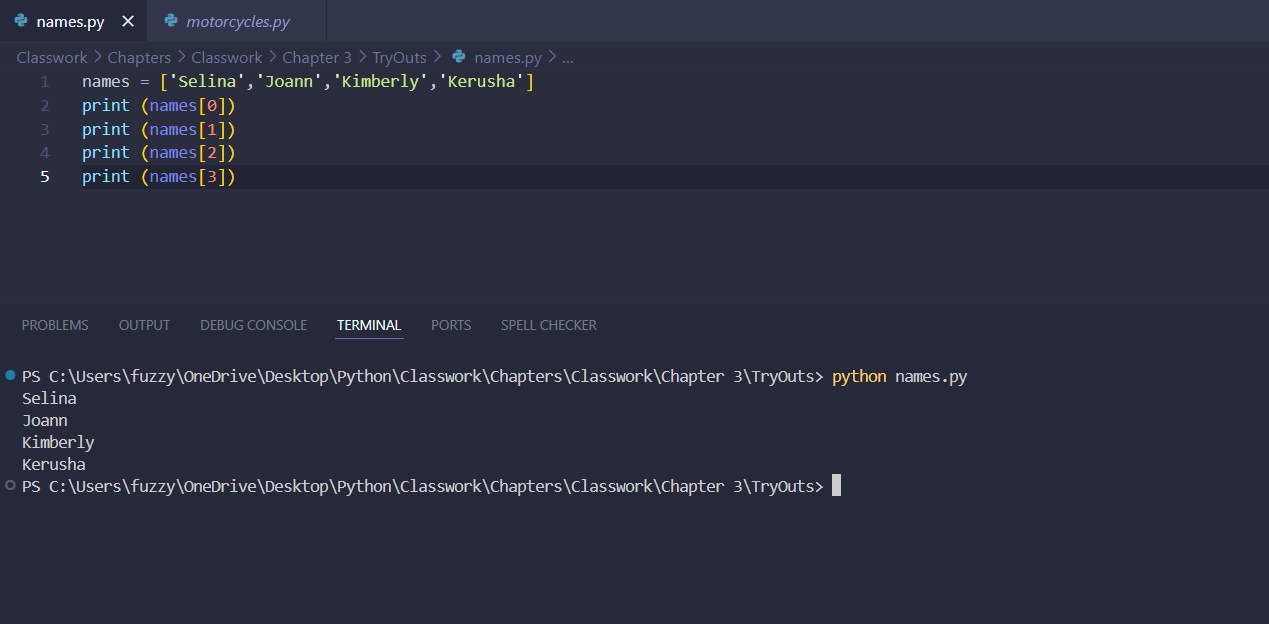 names.py
motorcycles.py
Classwork > Chapters > Classwork > Chapter 3 > TryOuts > names.py > ...
1 names = ['Selina','Joann','Kimberly','Kerusha']
2 print (names[0])
3 print (names[1])
4 print (names[2])
5 print (names[3])
PROBLEMS OUTPUT DEBUG CONSOLE TERMINAL PORTS SPELL CHECKER
PS C:\Users\fuzzy\OneDrive\Desktop\Python\Classwork\Chapters\Classwork\Chapter 3\TryOuts> python names.py
Selina
Joann
Kimberly
Kerusha
PS C:\Users\fuzzy\OneDrive\Desktop\Python\Classwork\Chapters\Classwork\Chapter 3\TryOuts>